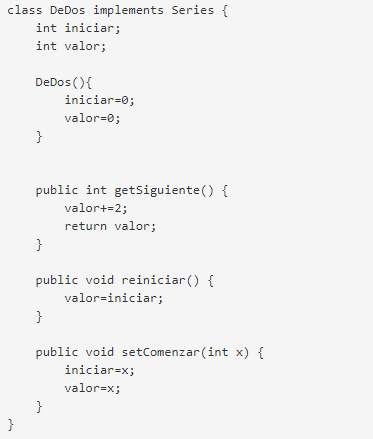 class DeDos implements Series {
    int iniciar;
    int valor;

    DeDos(){
        iniciar=0;
        valor=0;
    }


    public int getSiguiente() {
        valor+=2;
        return valor;
    }

    public void reiniciar() {
        valor=iniciar;
    }

    public void setComenzar(int x) {
        iniciar=x;
        valor=x;
    }
}